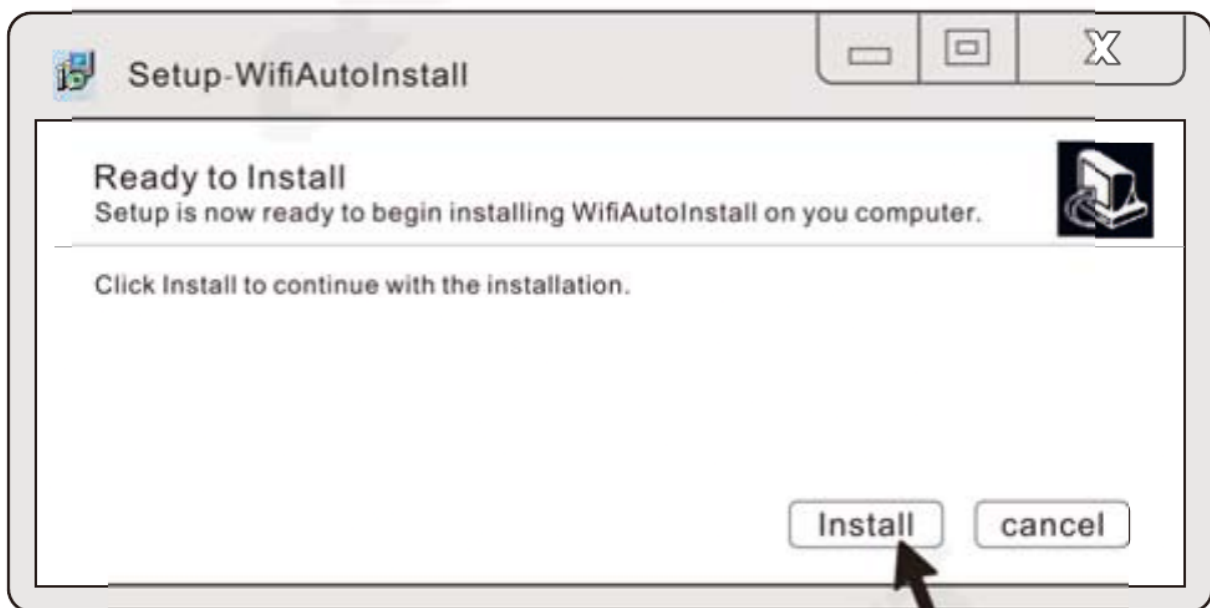 Setup-WifiAutoInstall
X
Ready to Install
Setup is now ready to begin installing WifiAutoInstall on you computer.
Click Install to continue with the installation.
Install cancel